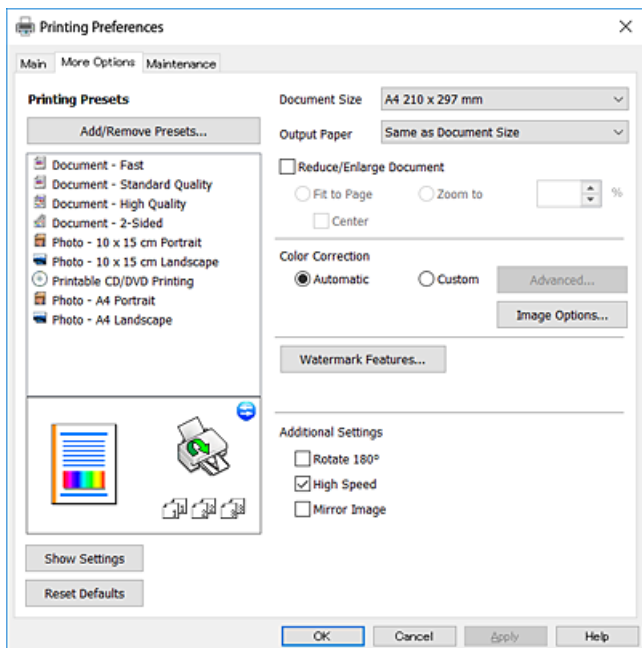 Printing Preferences
Main More Options Maintenance
Printing Presets
Add/Remove Presets...
Document - Fast
Document - Standard Quality
Document - High Quality
Document - 2-Sided
Photo - 10 x 15 cm Portrait
Photo - 10 x 15 cm Landscape
Printable CD/DVD Printing
Photo - A4 Portrait
Photo - A4 Landscape
Show Settings
Reset Defaults
Document Size A4 210 x 297 mm
Output Paper Same as Document Size
Reduce/Enlarge Document
Fit to Page Zoom to %
Center
Color Correction
Automatic Custom Advanced...
Image Options...
Watermark Features...
Additional Settings
Rotate 180º
High Speed
Mirror Image
OK Cancel Apply Help